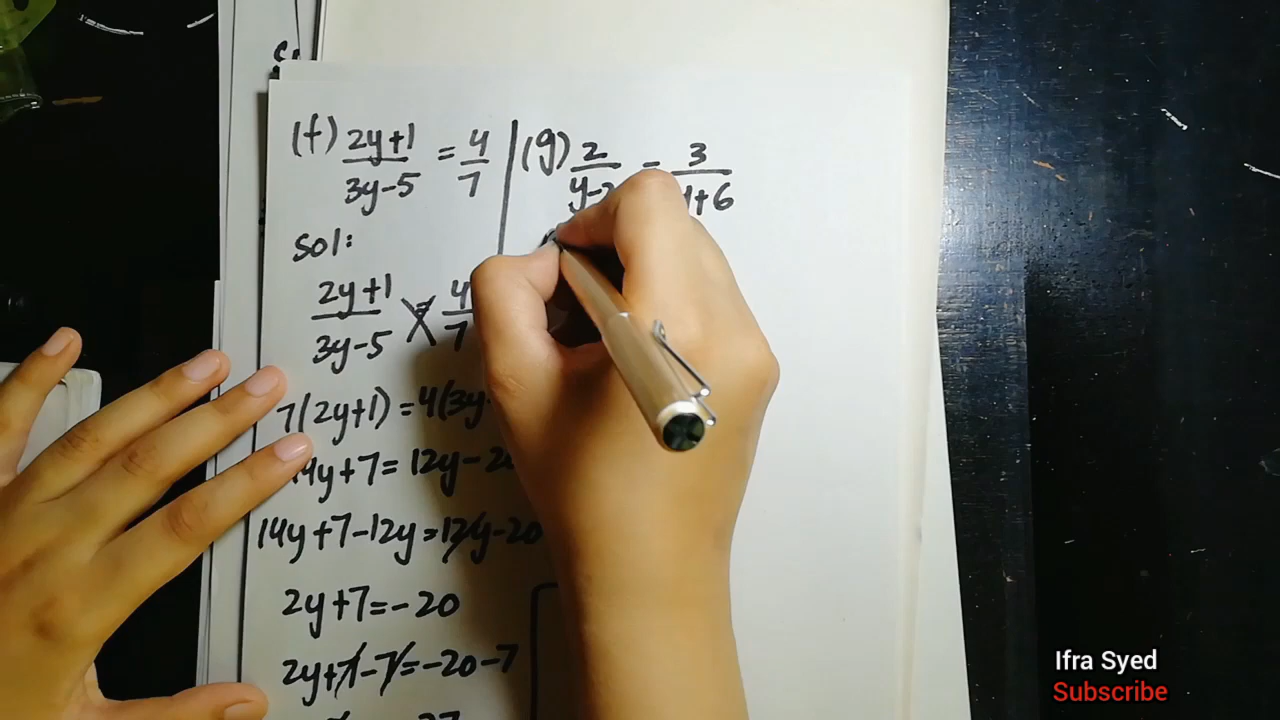 (f) 2y+1/3y-5 = 4/7
sol:
2y+1/3y-5 = 4/7
7(2y+1) = 4(3y
14y+7 = 12y-20
14y+7-12y = 12y-20
2y+7=-20
2y+7-7=-20-7
(g) 2/y- = 3/+6
Ifra Syed
Subscribe